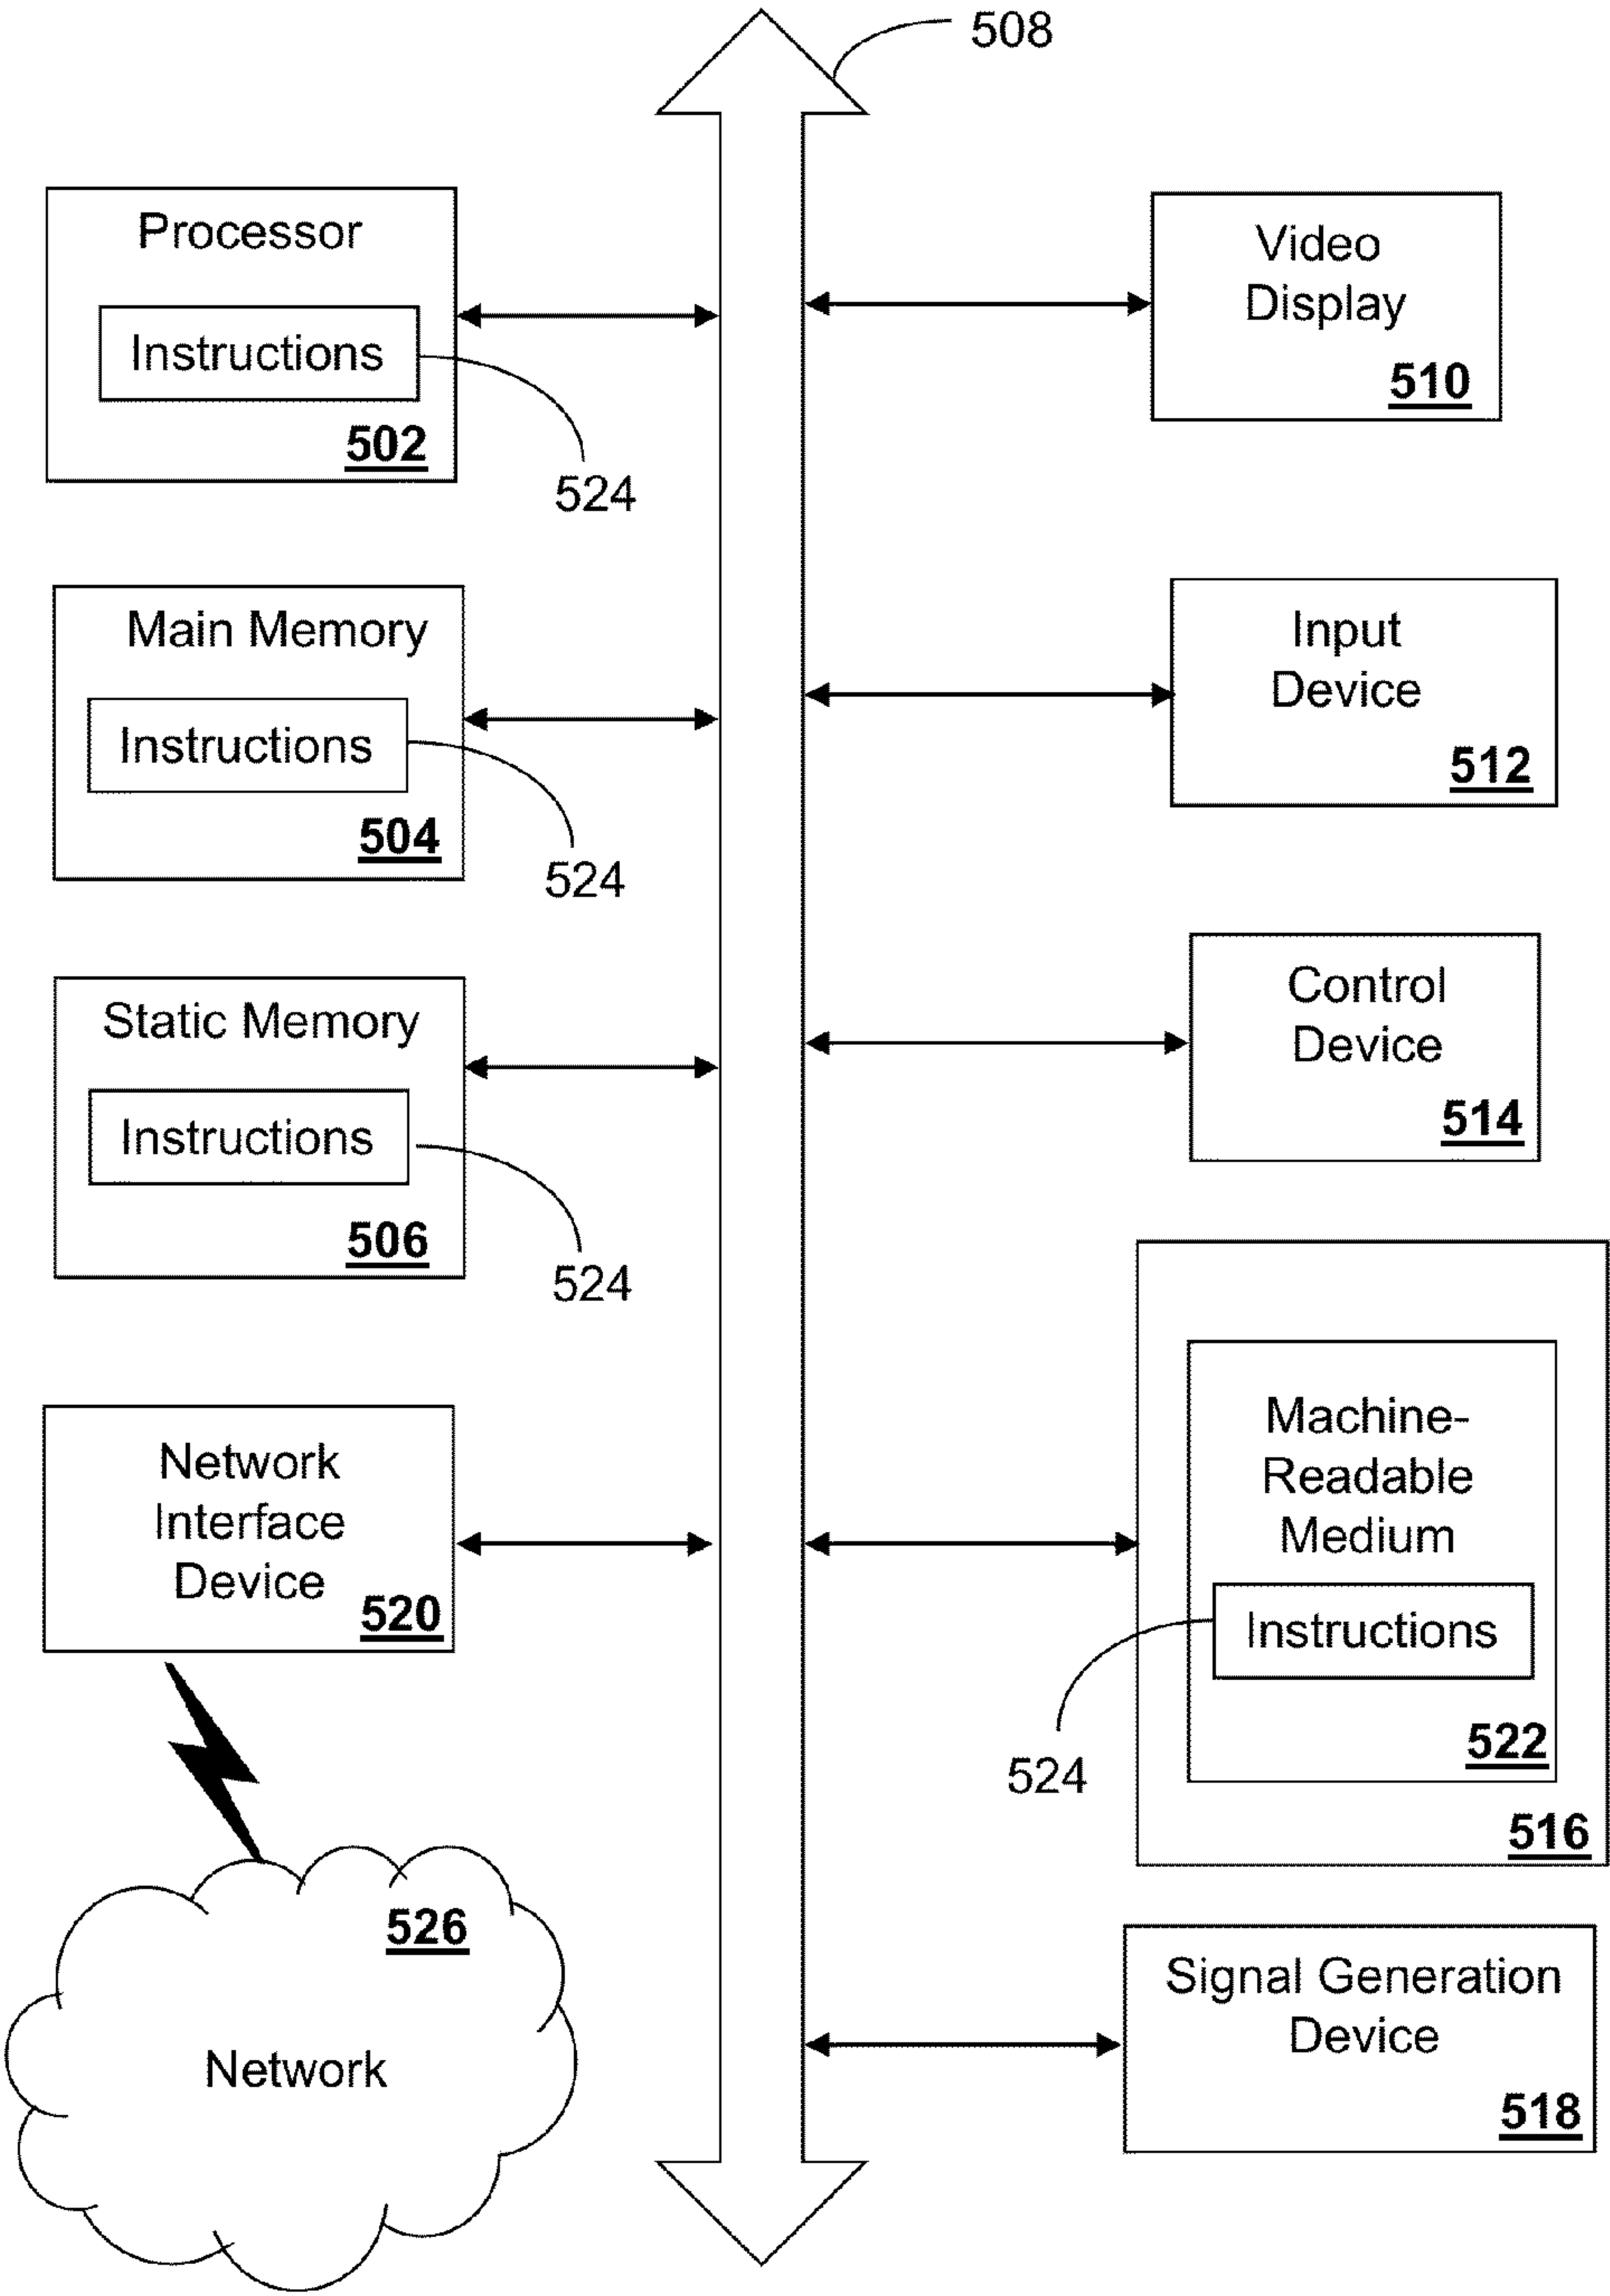 508
Processor
Instructions
502
524
Main Memory
Instructions
504
524
Static Memory
Instructions
506
524
Network
Interface
Device
520
526
Network
Video
Display
510
Input
Device
512
Control
Device
514
Machine-
Readable
Medium
Instructions
522
524
516
Signal Generation
Device
518